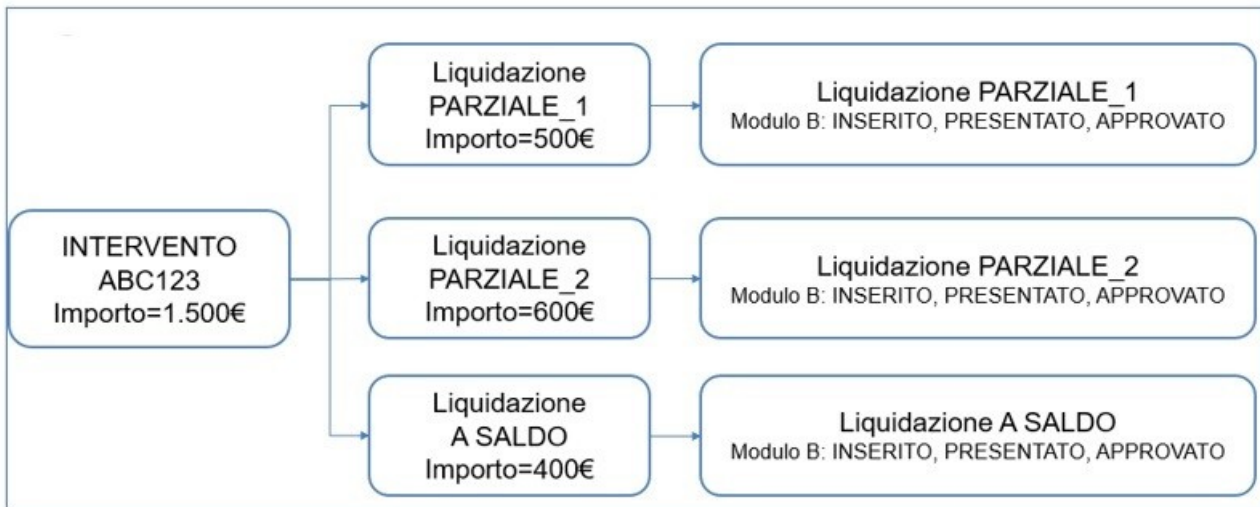 Liquidazione
PARZIALE_1
Importo=500€
Liquidazione PARZIALE_1
Modulo B: INSERITO, PRESENTATO, APPROVATO
INTERVENTO
ABC123
Importo=1.500€
Liquidazione
PARZIALE_2
Importo=600€
Liquidazione PARZIALE_2
Modulo B: INSERITO, PRESENTATO, APPROVATO
Liquidazione
A SALDO
Importo=400€
Liquidazione A SALDO
Modulo B: INSERITO, PRESENTATO, APPROVATO